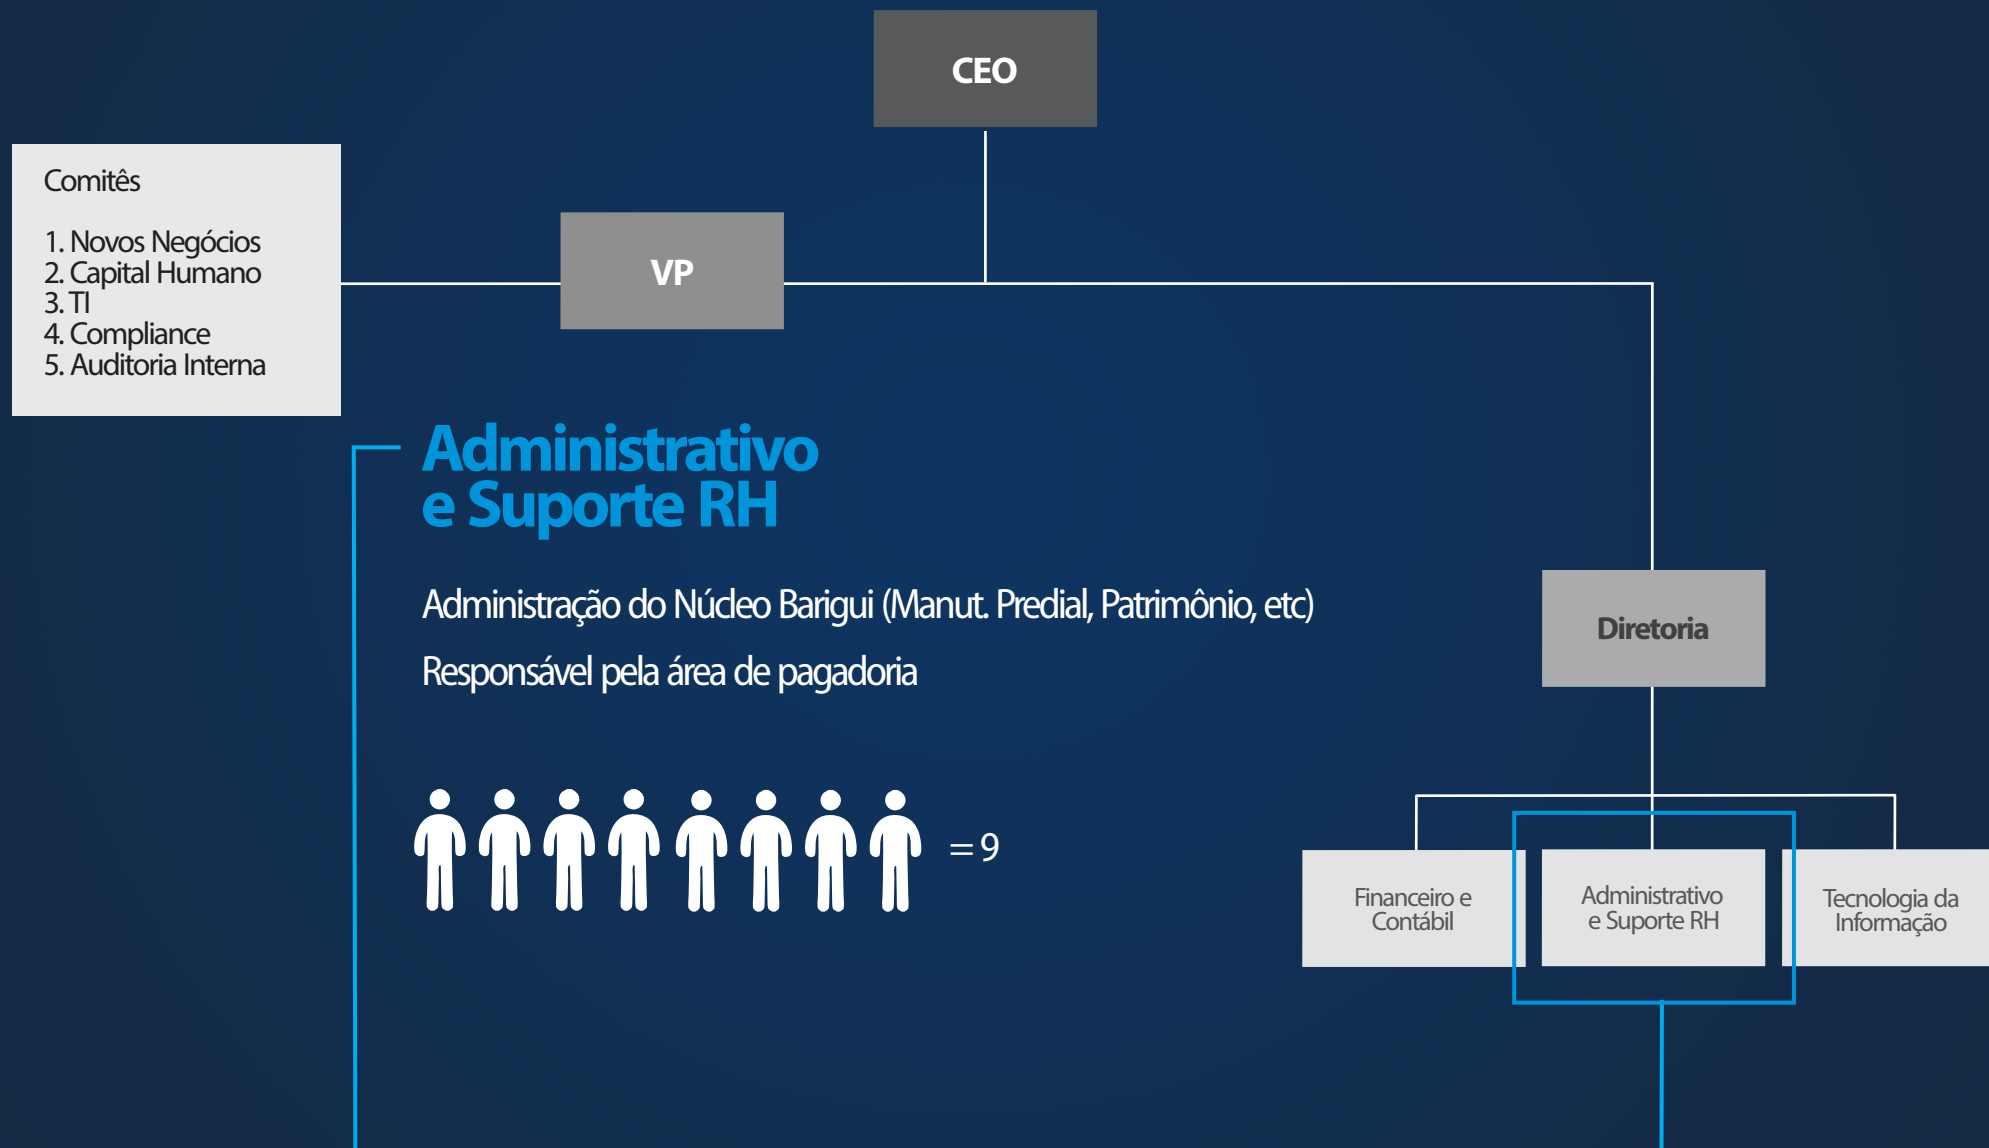 CEO
Comitês
1. Novos Negócios
2. Capital Humano
3. TI
4. Compliance
5. Auditoria Interna
VP
Administrativo
e Suporte RH
Administração do Núcleo Barigui (Manut. Predial, Patrimônio, etc)
Responsável pela área de pagadoria
= 9
Diretoria
Financeiro e
Contábil
Administrativo
e Suporte RH
Tecnologia da
Informação